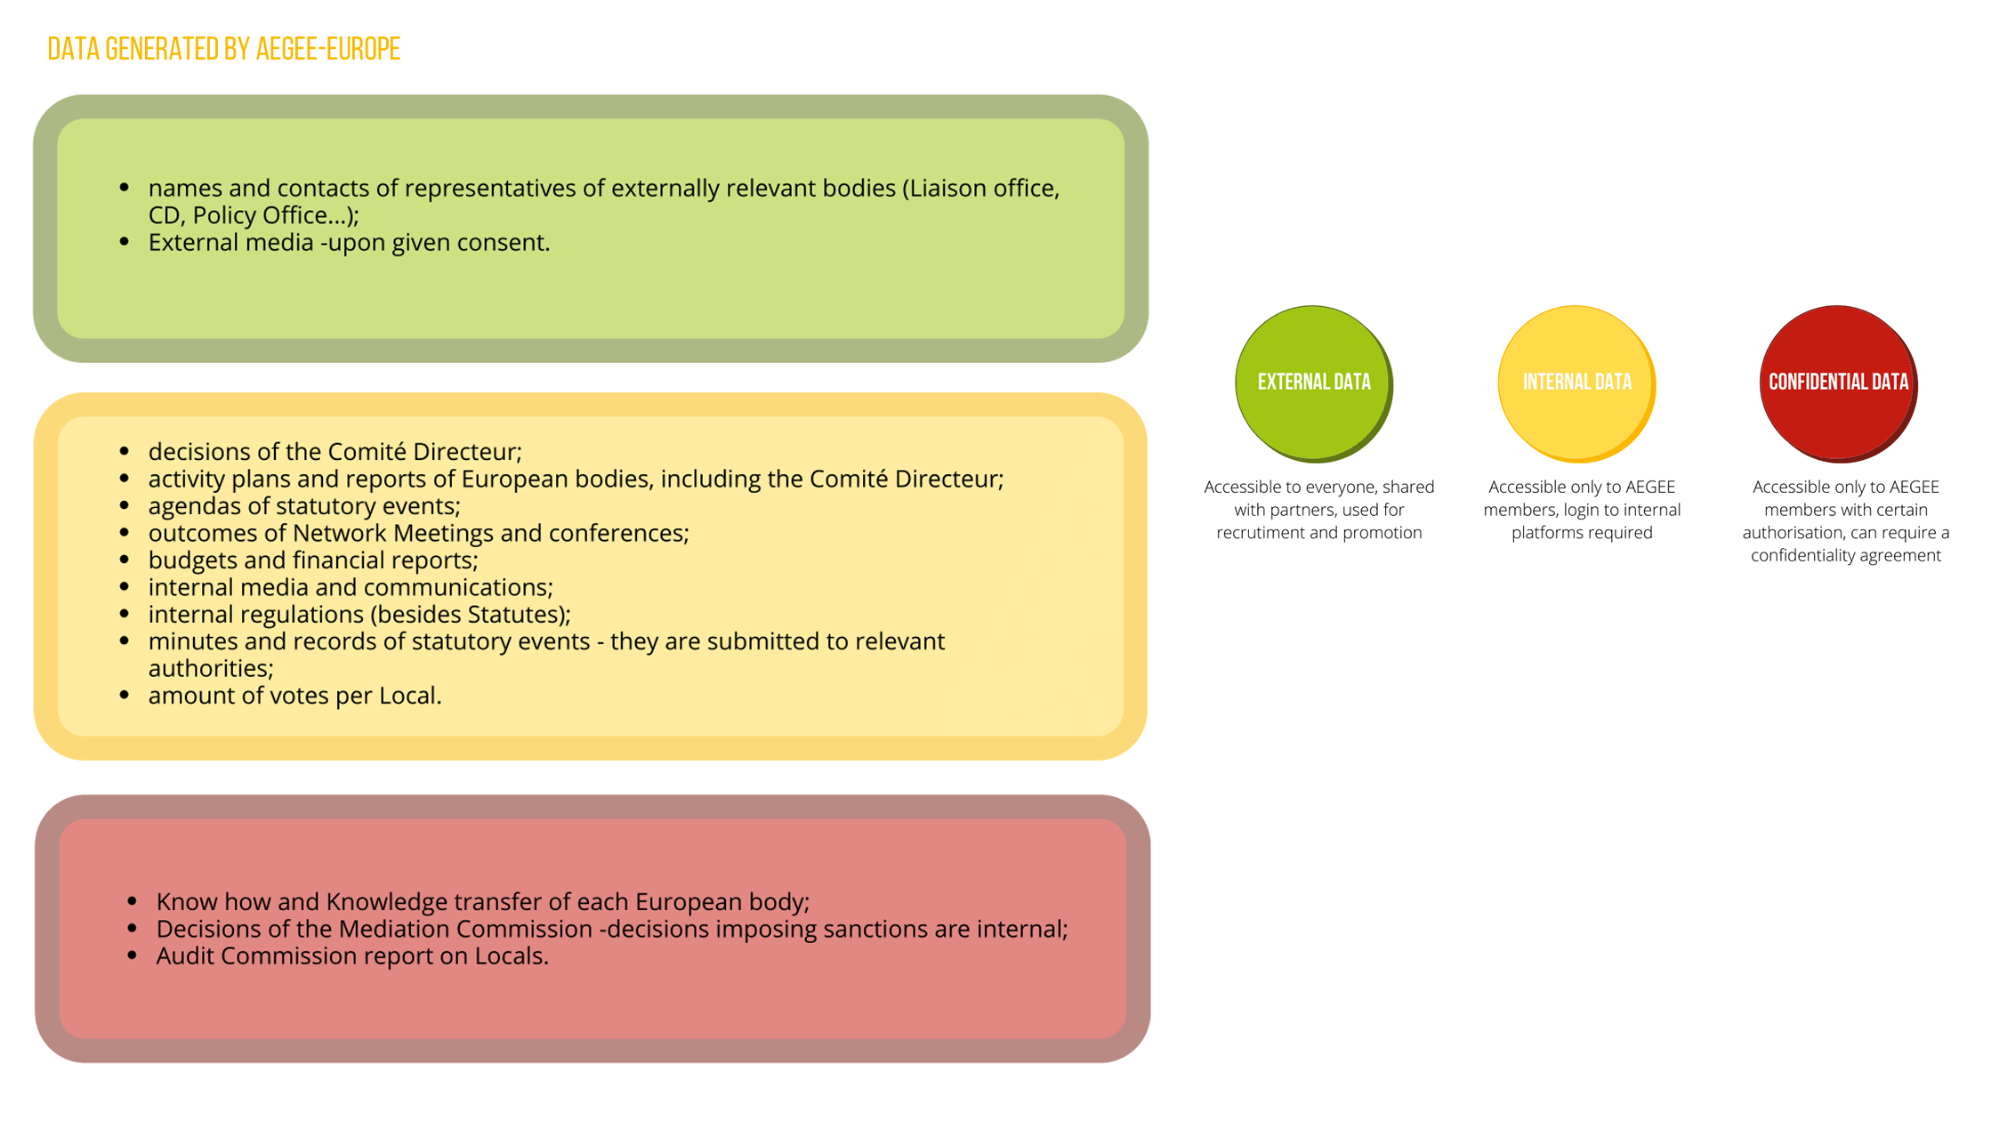 DATA GENERATED BY AEGEE-EUROPE
• names and contacts of representatives of externally relevant bodies (Liaison office,
CD, Policy Office...);
• External media -upon given consent.
• decisions of the Comité Directeur;
• activity plans and reports of European bodies, including the Comité Directeur;
• agendas of statutory events;
• outcomes of Network Meetings and conferences;
• budgets and financial reports;
• internal media and communications;
• internal regulations (besides Statutes);
• minutes and records of statutory events - they are submitted to relevant
authorities;
• amount of votes per Local.
• Know how and Knowledge transfer of each European body;
• Decisions of the Mediation Commission -decisions imposing sanctions are internal;
• Audit Commission report on Locals.
EXTERNAL DATA
Accessible to everyone, shared
with partners, used for
recrutiment and promotion
INTERNAL DATA
Accessible only to AEGEE
members, login to internal
platforms required
CONFIDENTIAL DATA
Accessible only to AEGEE
members with certain
authorisation, can require a
confidentiality agreement